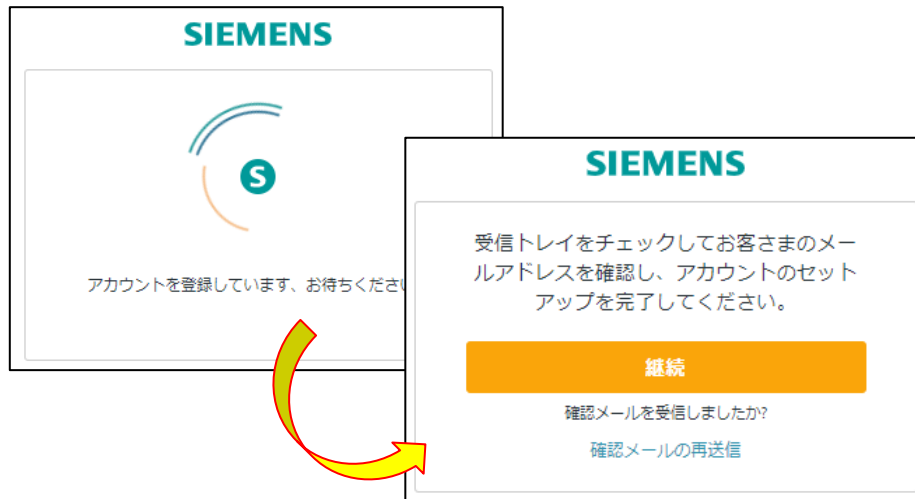 SIEMENS
S
アカウントを登録しています、お待ちくださ
SIEMENS
受信トレイをチェックしてお客さまのメー
ルアドレスを確認し、アカウントのセット
アップを完了してください。
継続
確認メールを受信しましたか?
確認メールの再送信